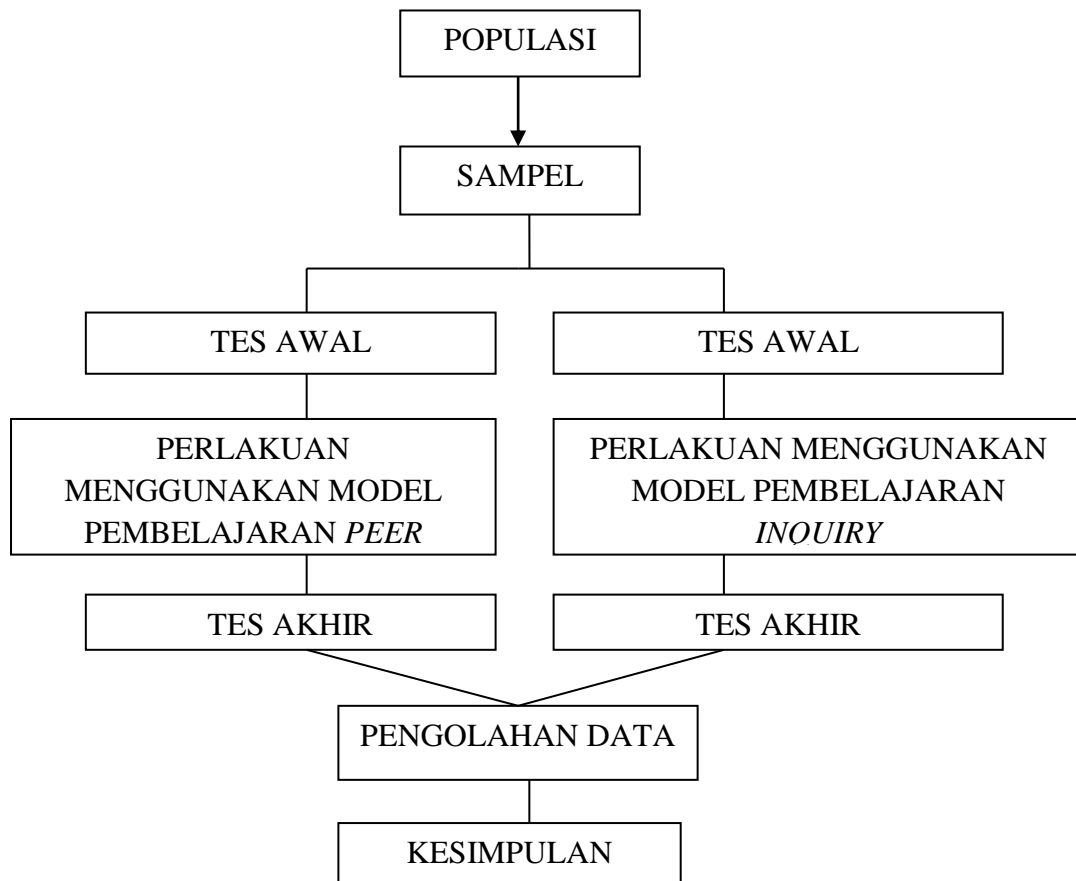 POPULASI
SAMPEL
TES AWAL
TES AWAL
PERLAKUAN
MENGGUNAKAN MODEL
PEMBELAJARAN PEER
PERLAKUAN MENGGUNAKAN
MODEL PEMBELAJARAN
INQUIRY
TES AKHIR
TES AKHIR
PENGOLAHAN DATA
KESIMPULAN